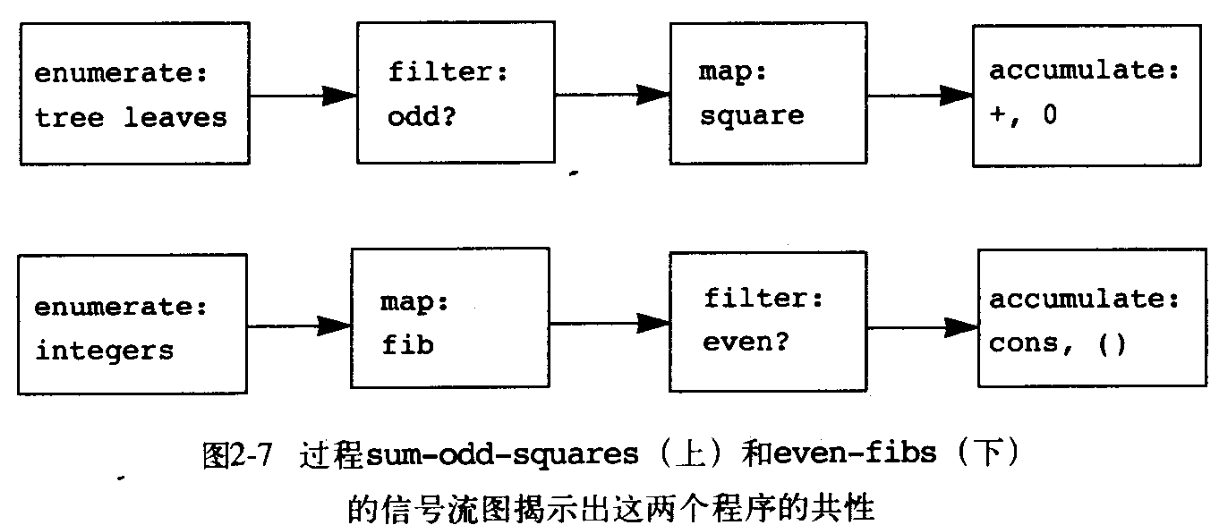 enumerate:
tree leaves
filter:
odd?
map:
square
accumulate:
+, 0
enumerate:
integers
map:
fib
filter:
even?
accumulate:
cons, ()
图2-7 过程sum-odd-squares（上）和even-fibs（下）
的信号流图揭示出这两个程序的共性